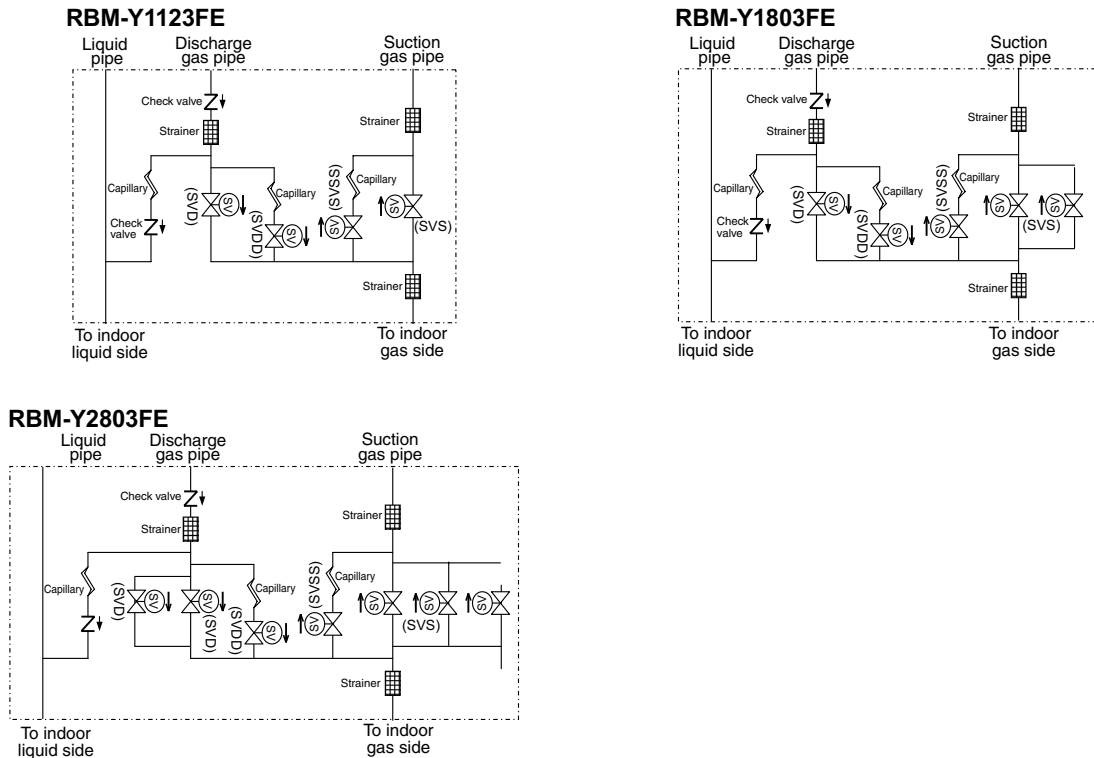 RBM-Y1123FE
Liquid
pipe
Discharge
gas pipe
Suction
gas pipe
Check valve
Strainer
Strainer
Capillary
Check
valve
(SVD)
SV
Capillary
(SVDD)
SV
(SSVS)
Capillary
SV
SV
(SVS)
Strainer
To indoor
liquid side
To indoor
gas side
RBM-Y1803FE
Liquid
pipe
Discharge
gas pipe
Suction
gas pipe
Check valve
Strainer
Strainer
Capillary
Check
valve
(SVD)
SV
Capillary
(SVDD)
SV
(SSVS)
Capillary
SV
SV
(SVS)
SV
Strainer
To indoor
liquid side
To indoor
gas side
RBM-Y2803FE
Liquid
pipe
Discharge
gas pipe
Suction
gas pipe
Check valve
Strainer
Strainer
Capillary
(SVD)
SV
SV
(SVD)
Capillary
(SVDD)
SV
(SSVS)
Capillary
SV
SV
(SVS)
SV
SV
Strainer
To indoor
liquid side
To indoor
gas side